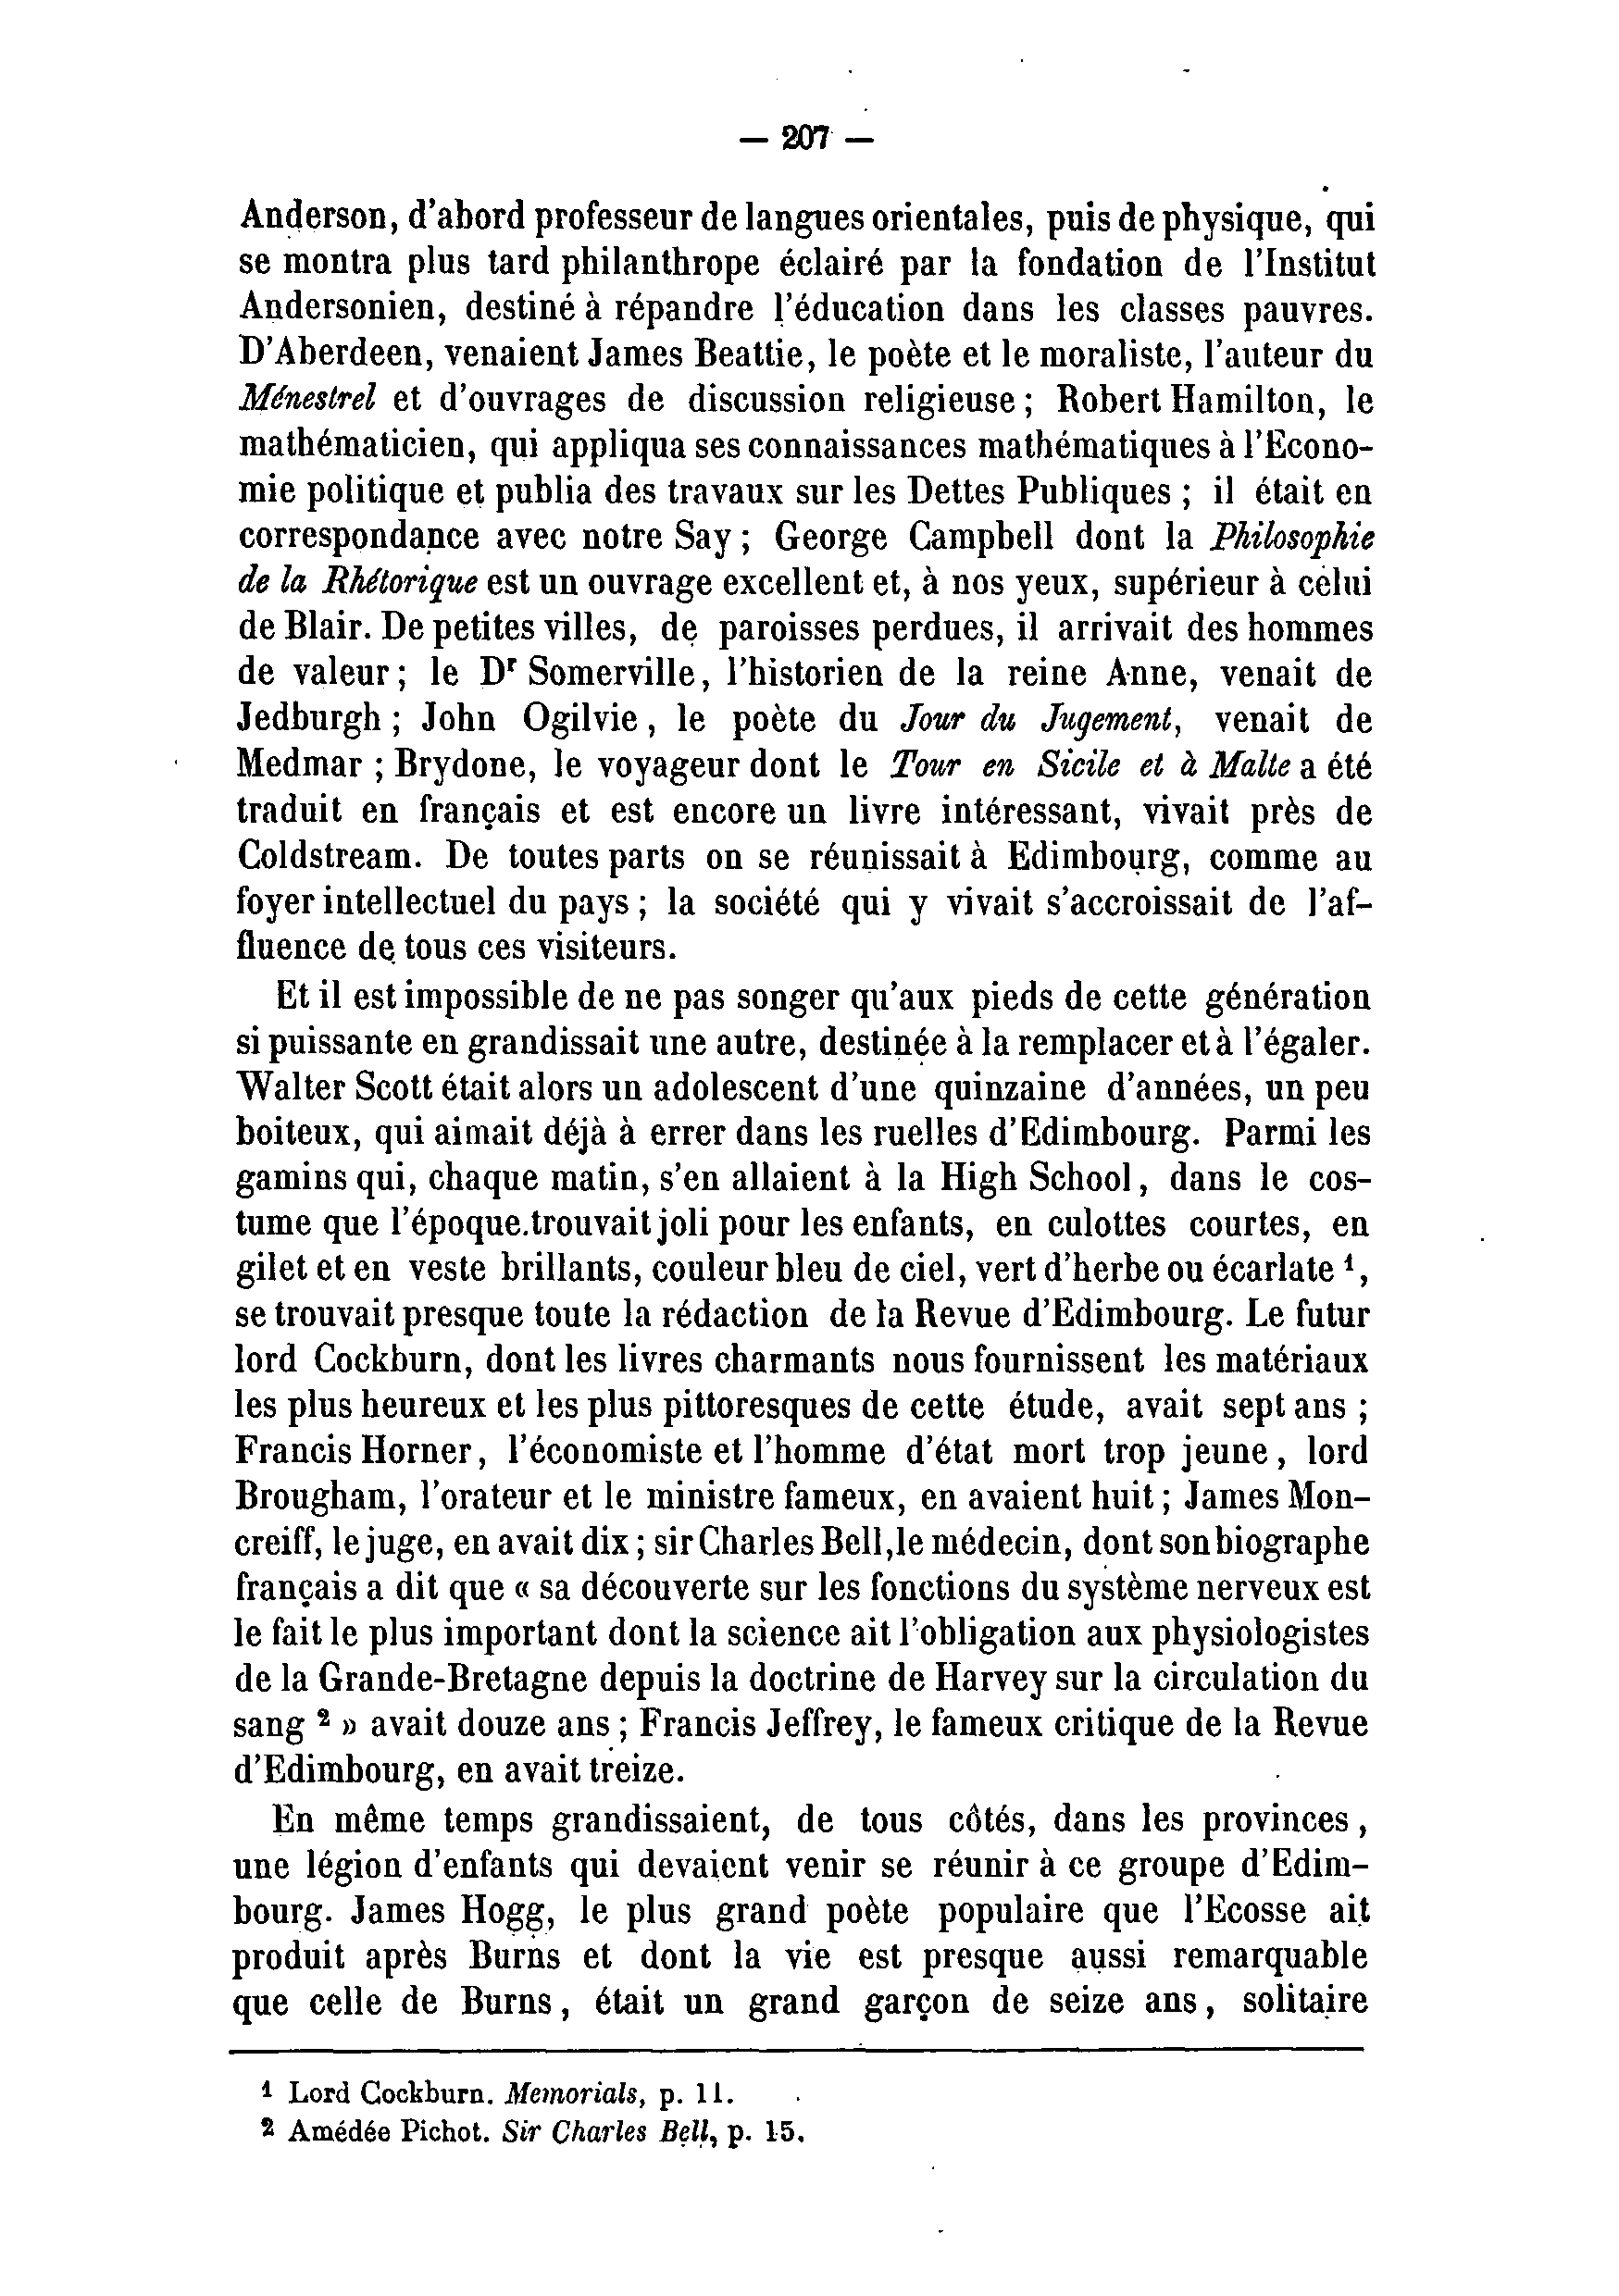 — 207 —
Anderson, d'abord professeur de langues orientales, puis de physique, qui
se montra plus tard philanthrope éclairé par la fondation de l'Institut
Andersonien, destiné à répandre l'éducation dans les classes pauvres.
D'Aberdeen, venaient James Beattie, le poète et le moraliste, l'auteur du
Ménestrel et d'ouvrages de discussion religieuse ; Robert Hamilton, le
mathématicien, qui appliqua ses connaissances mathématiques à l'Econo-
mie politique et publia des travaux sur les Dettes Publiques ; il était en
correspondance avec notre Say ; George Campbell dont la Philosophie
de la Rhétorique est un ouvrage excellent et, à nos yeux, supérieur à celui
de Blair. De petites villes, de paroisses perdues, il arrivait des hommes
de valeur ; le Dr Somerville, l'historien de la reine Anne, venait de
Jedburgh ; John Ogilvie, le poète du Jour du Jugement, venait de
Medmar ; Brydone, le voyageur dont le Tour en Sicile et à Malte a été
traduit en français et est encore un livre intéressant, vivait près de
Coldstream. De toutes parts on se réunissait à Edimbourg, comme au
foyer intellectuel du pays ; la société qui y vivait s'accroissait de l'af-
fluence de tous ces visiteurs.
Et il est impossible de ne pas songer qu'aux pieds de cette génération
si puissante en grandissait une autre, destinée à la remplacer et à l'égaler.
Walter Scott était alors un adolescent d'une quinzaine d'années, un peu
boiteux, qui aimait déjà à errer dans les ruelles d'Edimbourg. Parmi les
gamins qui, chaque matin, s'en allaient à la High School, dans le cos-
tume que l'époque trouvait joli pour les enfants, en culottes courtes, en
gilet et en veste brillants, couleur bleu de ciel, vert d'herbe ou écarlate 1,
se trouvait presque toute la rédaction de la Revue d'Edimbourg. Le futur
lord Cockburn, dont les livres charmants nous fournissent les matériaux
les plus heureux et les plus pittoresques de cette étude, avait sept ans ;
Francis Horner, l'économiste et l'homme d'état mort trop jeune, lord
Brougham, l'orateur et le ministre fameux, en avaient huit ; James Mon-
creiff, le juge, en avait dix ; sir Charles Bell, le médecin, dont son biographe
français a dit que « sa découverte sur les fonctions du système nerveux est
le fait le plus important dont la science ait l'obligation aux physiologistes
de la Grande-Bretagne depuis la doctrine de Harvey sur la circulation du
sang 2 » avait douze ans ; Francis Jeffrey, le fameux critique de la Revue
d'Edimbourg, en avait treize.
En même temps grandissaient, de tous côtés, dans les provinces,
une légion d'enfants qui devaient venir se réunir à ce groupe d'Edim-
bourg. James Hogg, le plus grand poète populaire que l'Ecosse ait
produit après Burns et dont la vie est presque aussi remarquable
que celle de Burns, était un grand garçon de seize ans, solitaire
1 Lord Cockburn. Memorials, p. 11.
2 Amédée Pichot. Sir Charles Bell, p. 15.